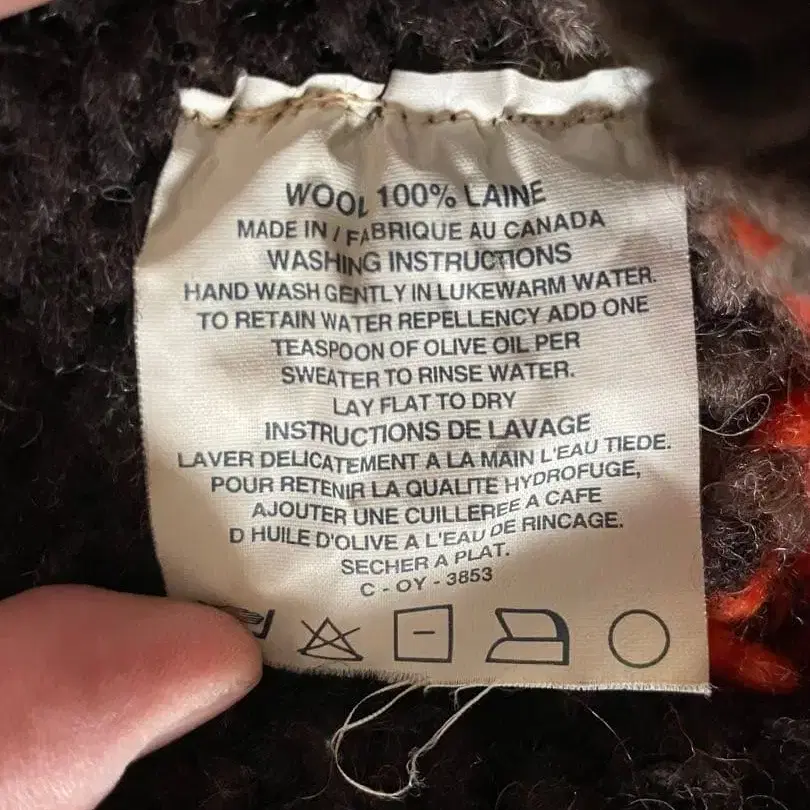 WOOL 100% LAINE
MADE IN / FABRIQUE AU CANADA
WASHING INSTRUCTIONS
HAND WASH GENTLY IN LUKEWARM WATER.
TO RETAIN WATER REPELLENCY ADD ONE
TEASPOON OF OLIVE OIL PER
SWEATER TO RINSE WATER.
LAY FLAT TO DRY
INSTRUCTIONS DE LAVAGE
LAVER DELICATEMENT A LA MAIN L'EAU TIEDE.
POUR RETENIR LA QUALITE HYDROFUGE,
AJOUTER UNE CUILLEREE A CAFE
D HUILE D'OLIVE A L'EAU DE RINCAGE.
SECHER A PLAT.
C - OY - 3853